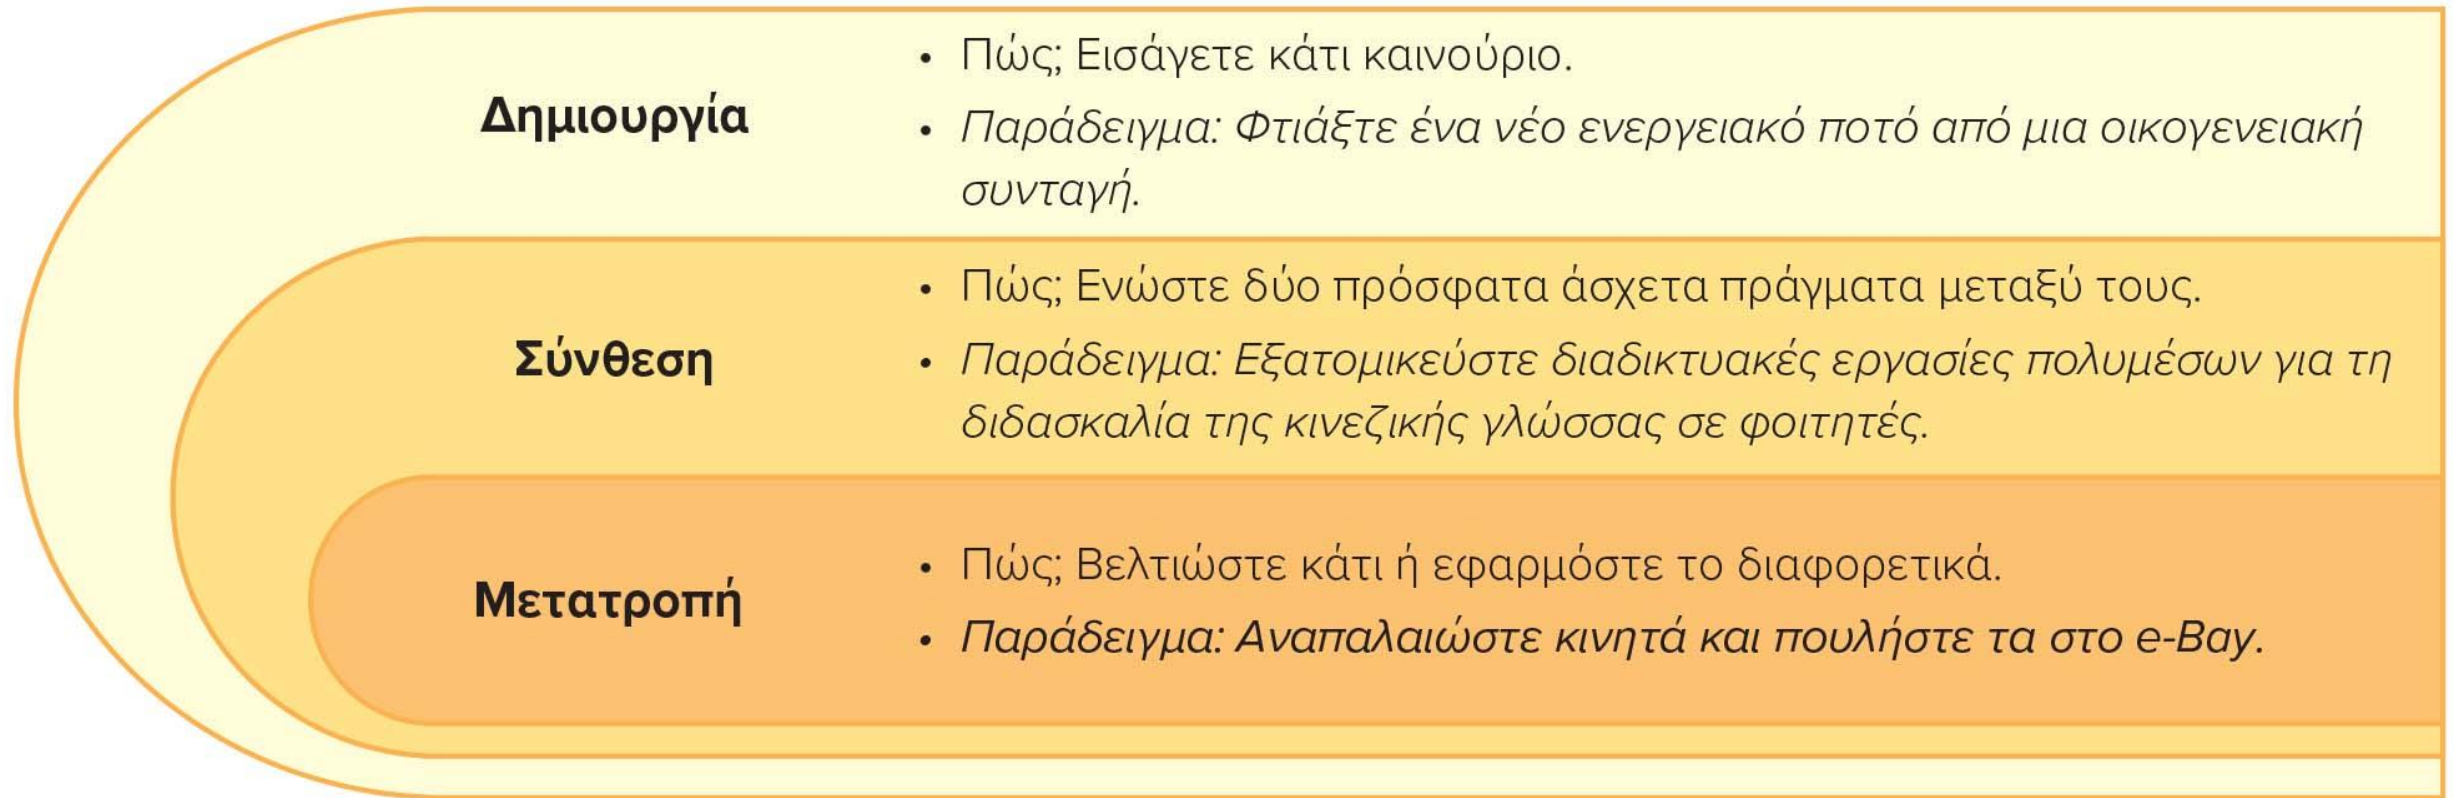 Δημιουργία
• Πώς; Εισάγετε κάτι καινούριο.
• Παράδειγμα: Φτιάξτε ένα νέο ενεργειακό ποτό από μια οικογενειακή
συνταγή.
Σύνθεση
• Πώς; Ενώστε δύο πρόσφατα άσχετα πράγματα μεταξύ τους.
• Παράδειγμα: Εξατομικεύστε διαδικτυακές εργασίες πολυμέσων για τη
διδασκαλία της κινεζικής γλώσσας σε φοιτητές.
Μετατροπή
• Πώς; Βελτιώστε κάτι ή εφαρμόστε το διαφορετικά.
• Παράδειγμα: Αναπαλαιώστε κινητά και πουλήστε τα στο e-Bay.